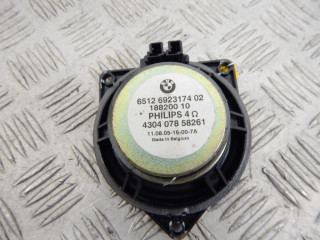 6512 6923174 02
188200 10
PHILIPS 4 Ω
4304 078 58261
11.08.05-16-00-7A
Made in Belgium